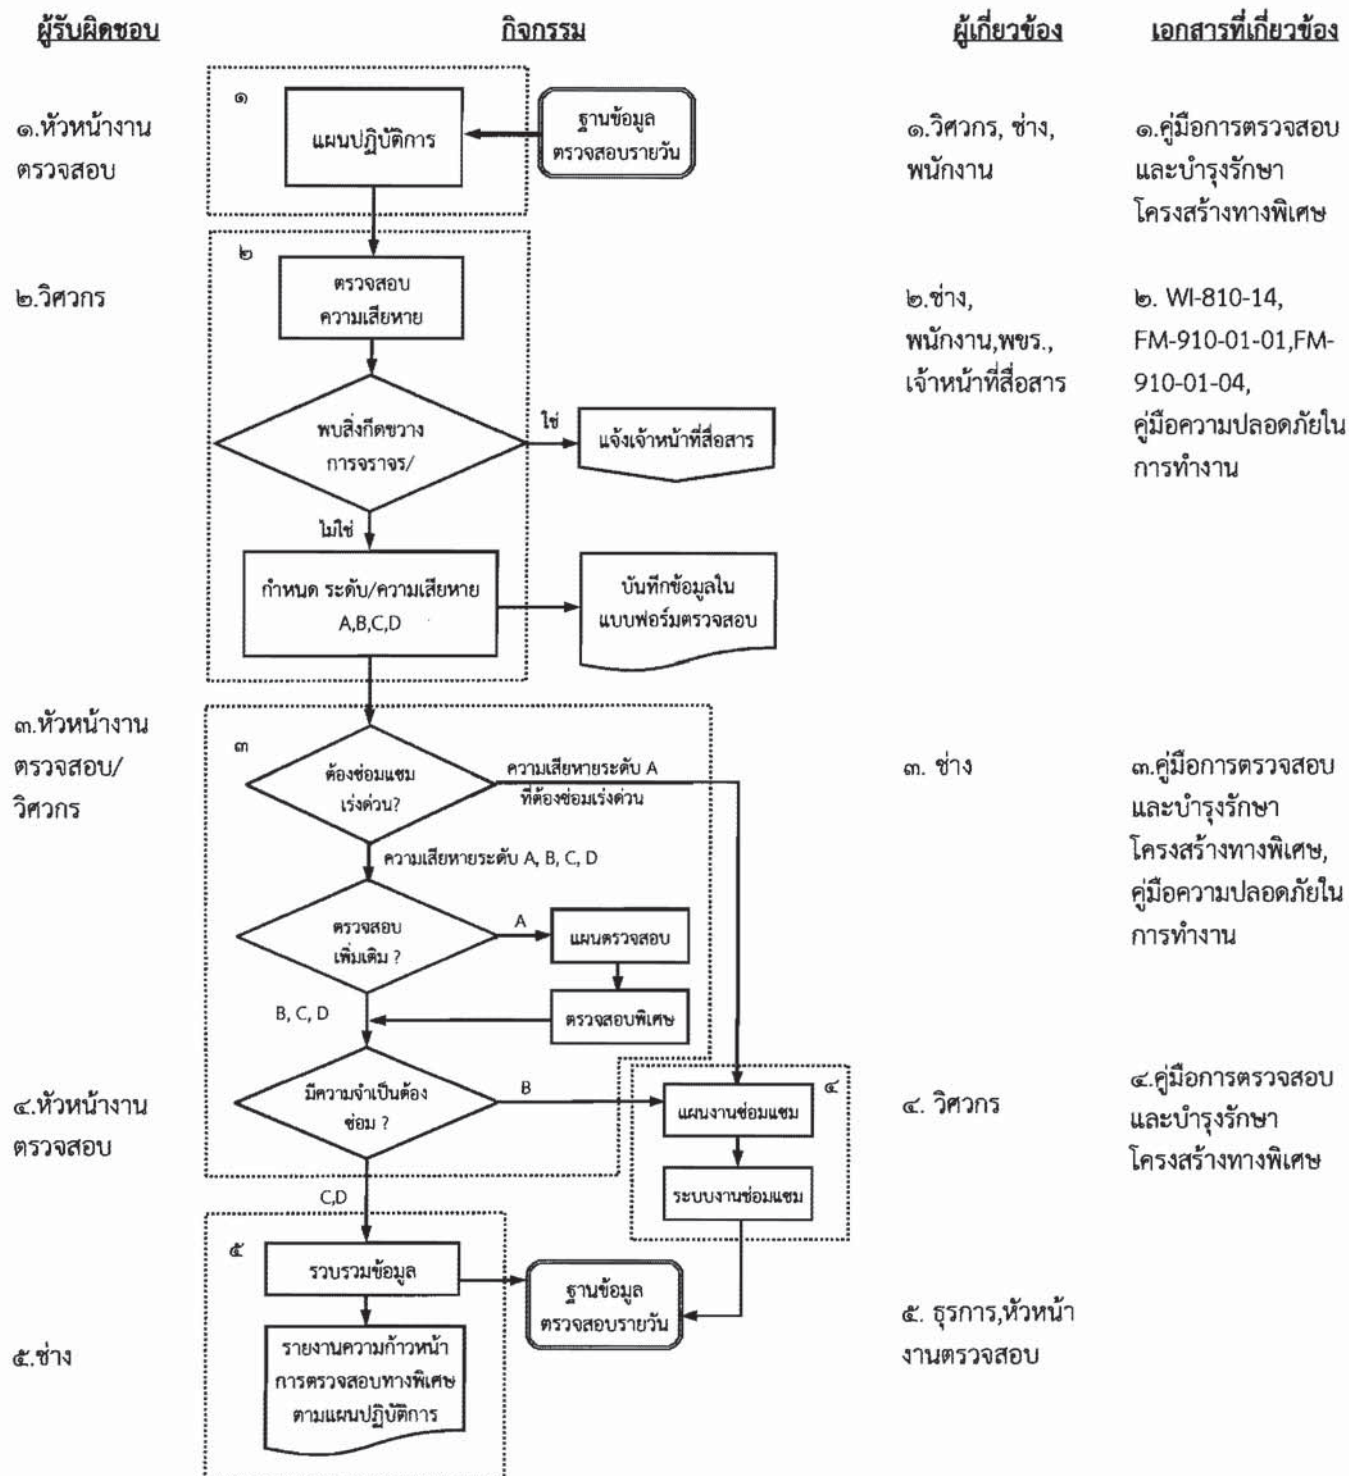 ผู้รับผิดชอบ
กิจกรรม
ผู้เกี่ยวข้อง
เอกสารที่เกี่ยวข้อง
๑.หัวหน้างาน
ตรวจสอบ
๑
แผนปฏิบัติการ
ฐานข้อมูล
ตรวจสอบรายวัน
๑.วิศวกร, ช่าง,
พนักงาน
๑.คู่มือการตรวจสอบ
และบำรุงรักษา
โครงสร้างทางพิเศษ
๒.วิศวกร
๒
ตรวจสอบ
ความเสียหาย
พบสิ่งกีดขวาง
การจราจร/
ใช่
แจ้งเจ้าหน้าที่สื่อสาร
ไม่ใช่
กำหนด ระดับ/ความเสียหาย
A,B,C,D
บันทึกข้อมูลใน
แบบฟอร์มตรวจสอบ
๒.ช่าง,
พนักงาน,พขร.,
เจ้าหน้าที่สื่อสาร
๒. WI-810-14,
FM-910-01-01,FM-
910-01-04,
คู่มือความปลอดภัยใน
การทำงาน
๓.หัวหน้างาน
ตรวจสอบ/
วิศวกร
๓
ต้องซ่อมแซม
เร่งด่วน?
ความเสียหายระดับ A
ที่ต้องซ่อมเร่งด่วน
ความเสียหายระดับ A, B, C, D
ตรวจสอบ
เพิ่มเติม ?
A
แผนตรวจสอบ
ตรวจสอบพิเศษ
B, C, D
๓. ช่าง
๓.คู่มือการตรวจสอบ
และบำรุงรักษา
โครงสร้างทางพิเศษ,
คู่มือความปลอดภัยใน
การทำงาน
๔.หัวหน้างาน
ตรวจสอบ
มีความจำเป็นต้อง
ซ่อม ?
B
๔
แผนงานซ่อมแซม
ระบบงานซ่อมแซม
C,D
๔. วิศวกร
๔.คู่มือการตรวจสอบ
และบำรุงรักษา
โครงสร้างทางพิเศษ
๕.ช่าง
๕
รวบรวมข้อมูล
ฐานข้อมูล
ตรวจสอบรายวัน
รายงานความก้าวหน้า
การตรวจสอบทางพิเศษ
ตามแผนปฏิบัติการ
๕. ธุรการ,หัวหน้า
งานตรวจสอบ